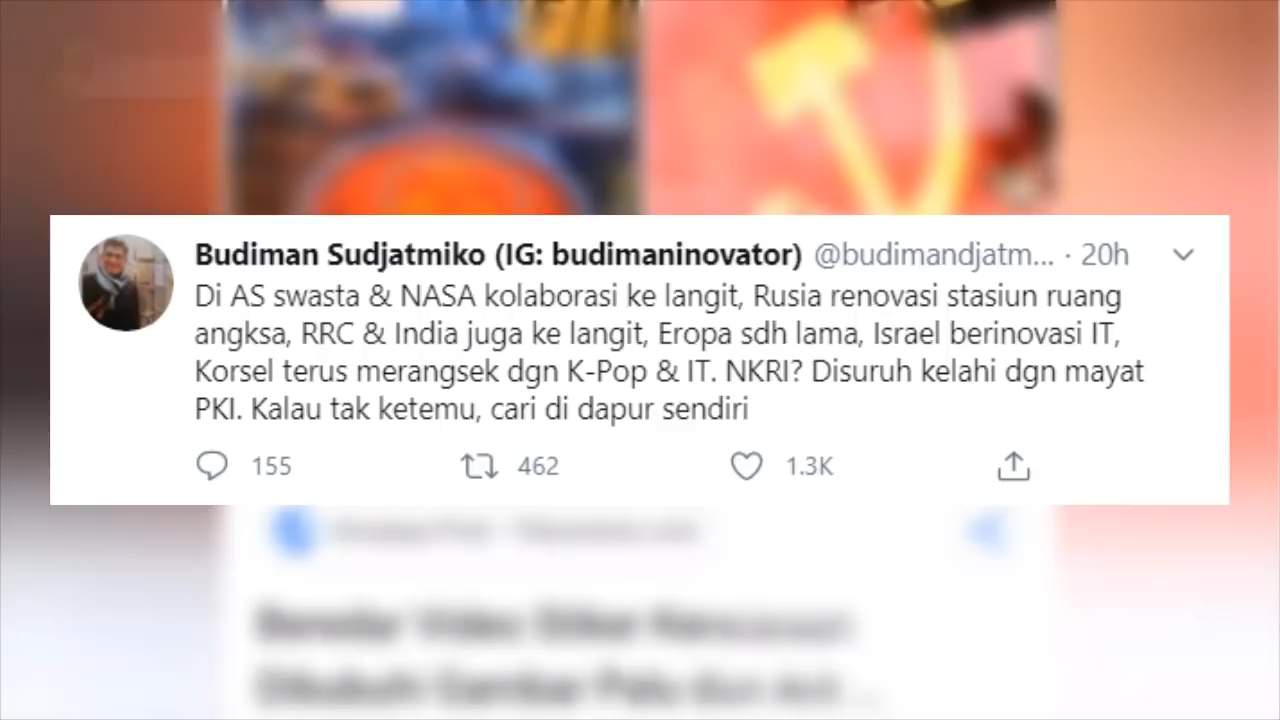 Budiman Sudjatmiko (IG: budimaninovator) @budimandjatm... · 20h
Di AS swasta & NASA kolaborasi ke langit, Rusia renovasi stasiun ruang
angksa, RRC & India juga ke langit, Eropa sdh lama, Israel berinovasi IT,
Korsel terus merangsek dgn K-Pop & IT. NKRI? Disuruh kelahi dgn mayat
PKI. Kalau tak ketemu, cari di dapur sendiri
155 462 1.3K